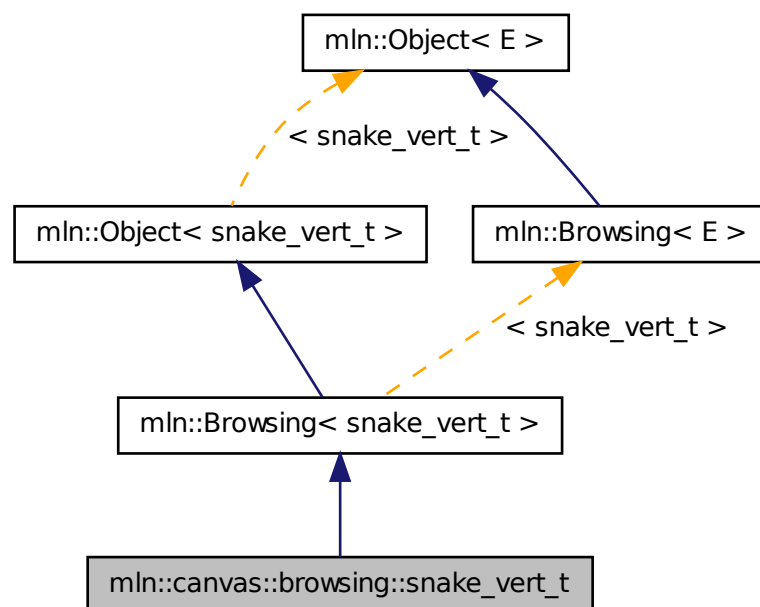 mln::Object< E >
< snake_vert_t >
mln::Object< snake_vert_t >
mln::Browsing< E >
< snake_vert_t >
mln::Browsing< snake_vert_t >
mln::canvas::browsing::snake_vert_t